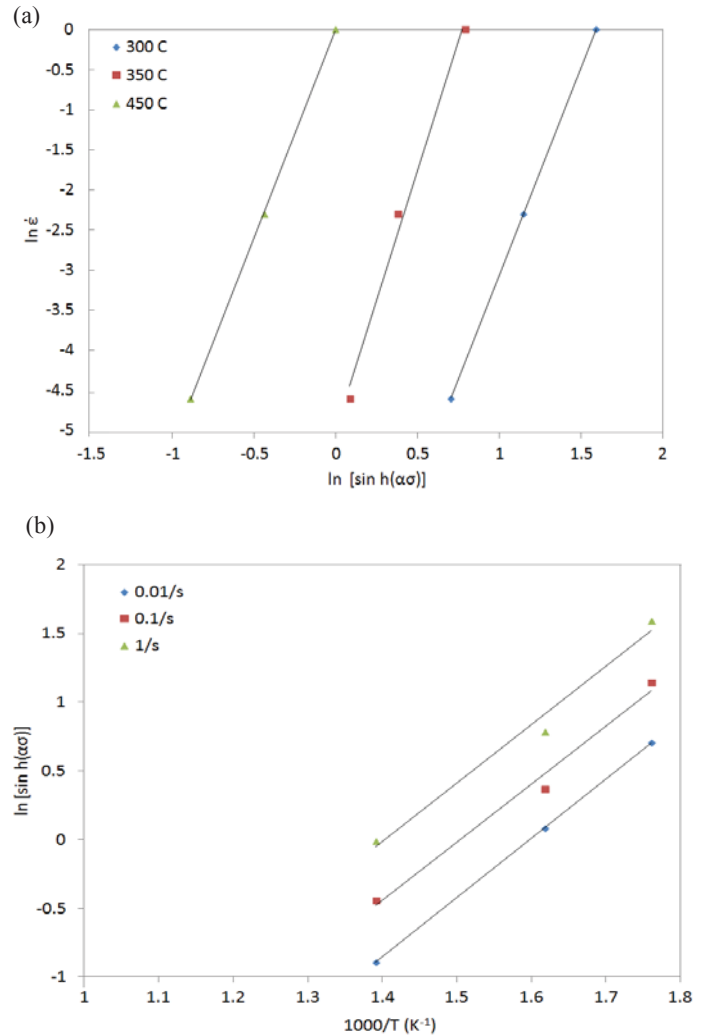 (a)
0
-0.5
-1
-1.5
-2
-2.5
-3
-3.5
-4
-4.5
-5
300 C
350 C
450 C
ln ε̇
-1.5
-1
-0.5
0
0.5
1
1.5
2
ln [sin h(ασ)]
(b)
2
1.5
1
0.5
0
-0.5
-1
0.01/s
0.1/s
1/s
ln [sin h(ασ)]
1
1.1
1.2
1.3
1.4
1.5
1.6
1.7
1.8
1000/T (K⁻¹)